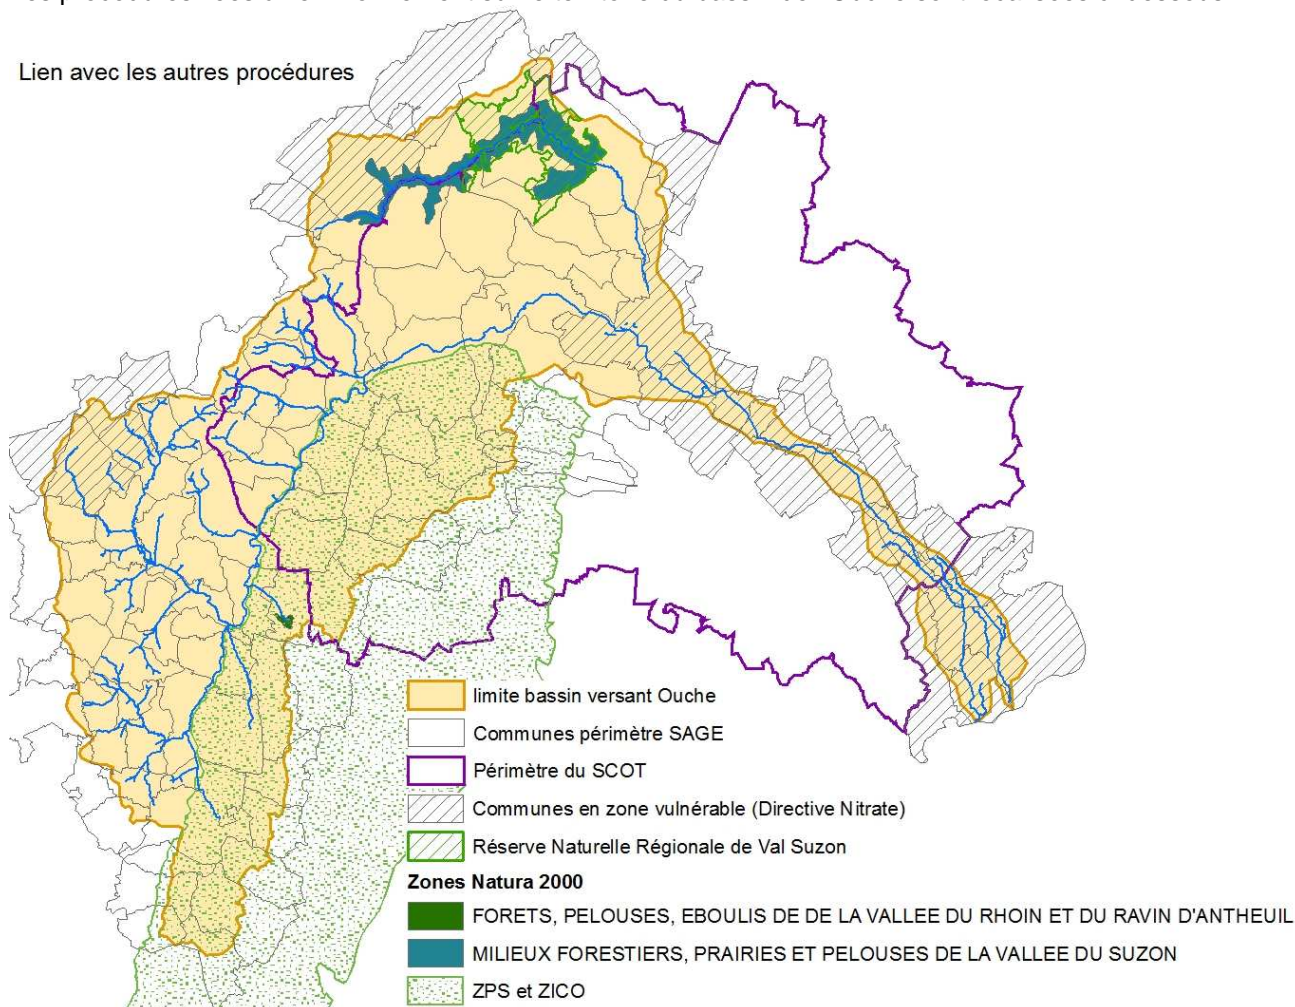 Lien avec les autres procédures
limite bassin versant Ouche
Communes périmètre SAGE
Périmètre du SCOT
Communes en zone vulnérable (Directive Nitrate)
Réserve Naturelle Régionale de Val Suzon
Zones Natura 2000
FORETS, PELOUSES, EBOULIS DE DE LA VALLEE DU RHOIN ET DU RAVIN D'ANTHEUIL
MILIEUX FORESTIERS, PRAIRIES ET PELOUSES DE LA VALLEE DU SUZON
ZPS et ZICO